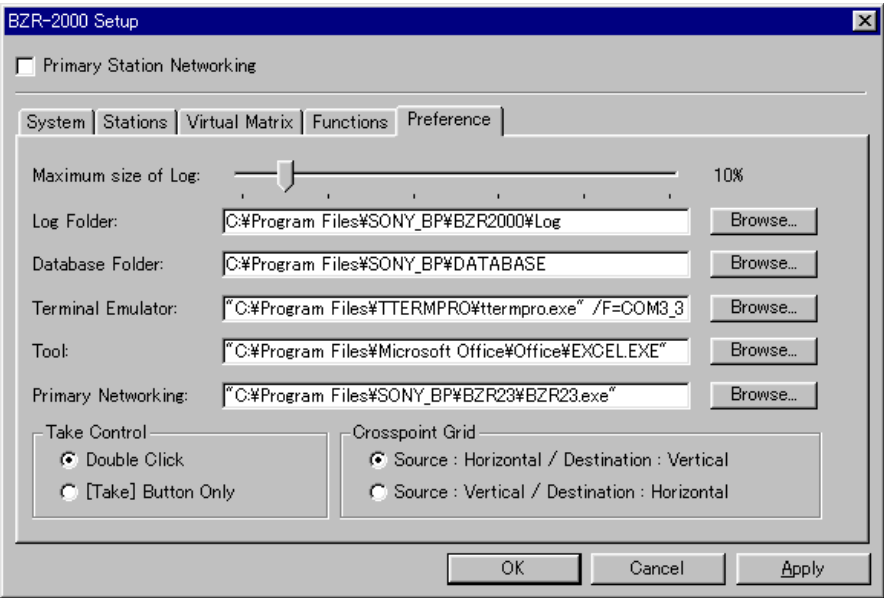 BZR-2000 Setup
Primary Station Networking
System Stations Virtual Matrix Functions Preference
Maximum size of Log: 10%
Log Folder: C:¥Program Files¥SONY_BP¥BZR2000¥Log Browse...
Database Folder: C:¥Program Files¥SONY_BP¥DATABASE Browse...
Terminal Emulator: "C:¥Program Files¥TTERMPRO¥ttermpro.exe" /F=COM3_3 Browse...
Tool: "C:¥Program Files¥Microsoft Office¥Office¥EXCEL.EXE" Browse...
Primary Networking: "C:¥Program Files¥SONY_BP¥BZR23¥BZR23.exe" Browse...
Take Control Crosspoint Grid
Double Click Source : Horizontal / Destination : Vertical
[Take] Button Only Source : Vertical / Destination : Horizontal
OK Cancel Apply